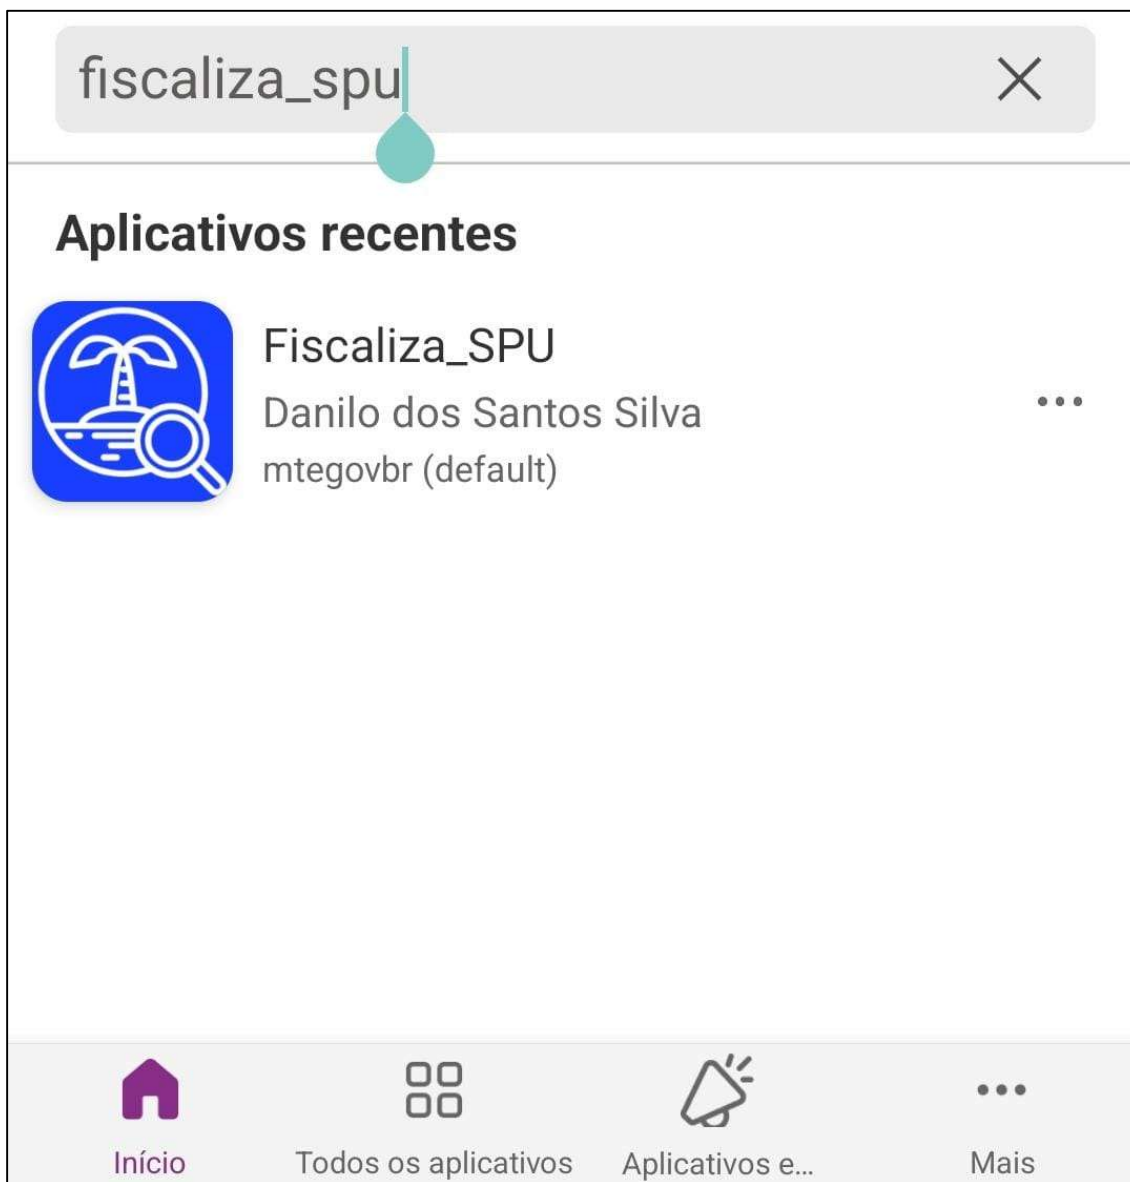 fiscaliza_spu
Aplicativos recentes
Fiscaliza_SPU
Danilo dos Santos Silva
mtegovbr (default)
Início
Todos os aplicativos
Aplicativos e...
Mais